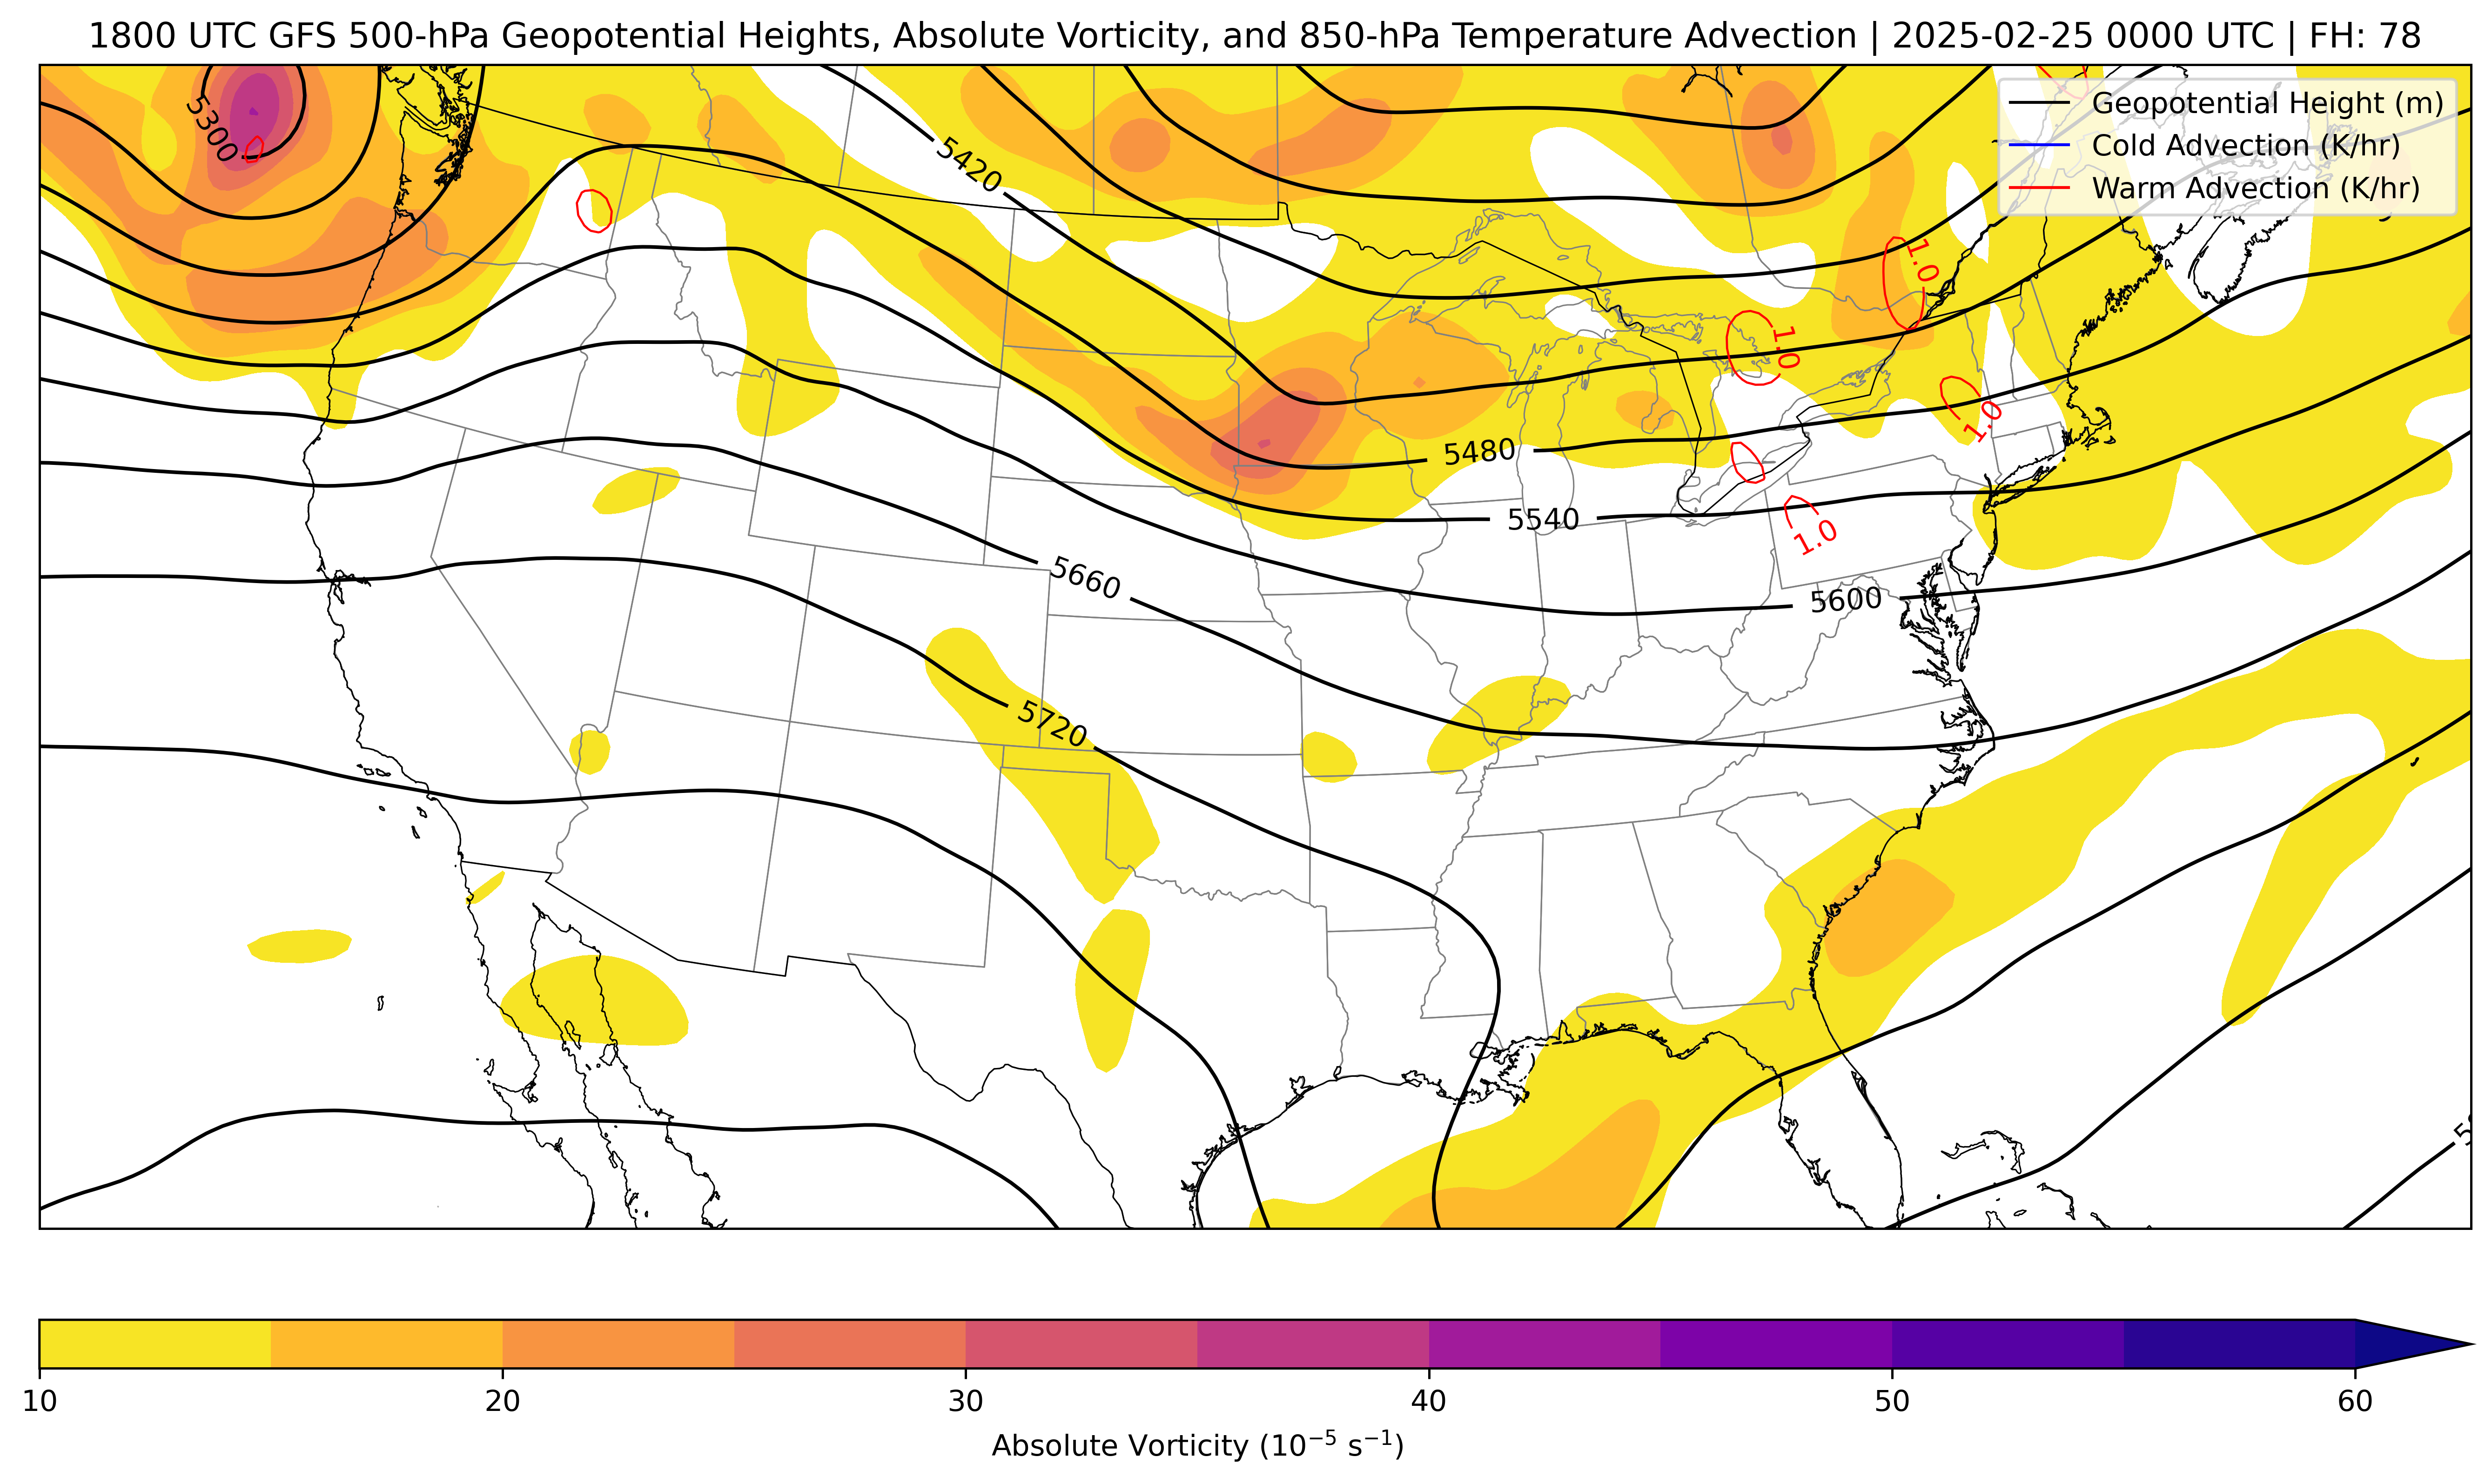 1800 UTC GFS 500-hPa Geopotential Heights, Absolute Vorticity, and 850-hPa Temperature Advection | 2025-02-25 0000 UTC | FH: 78
Geopotential Height (m)
Cold Advection (K/hr)
Warm Advection (K/hr)
5300
5420
1.0
1.0
1.0
5480
5540
1.0
5660
5600
5720
10 20 30 40 50 60
Absolute Vorticity (10⁻⁵ s⁻¹)